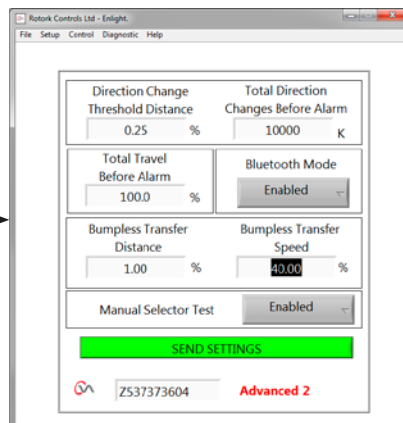 Rotork Controls Ltd - Enlight.
File Setup Control Diagnostic Help
Direction Change Total Direction
Threshold Distance Changes Before Alarm
0.25 % 10000 K
Total Travel Bluetooth Mode
Before Alarm
100.0 % Enabled
Bumpless Transfer Bumpless Transfer
Distance Speed
1.00 % 40.00 %
Manual Selector Test Enabled
SEND SETTINGS
Z537373604 Advanced 2